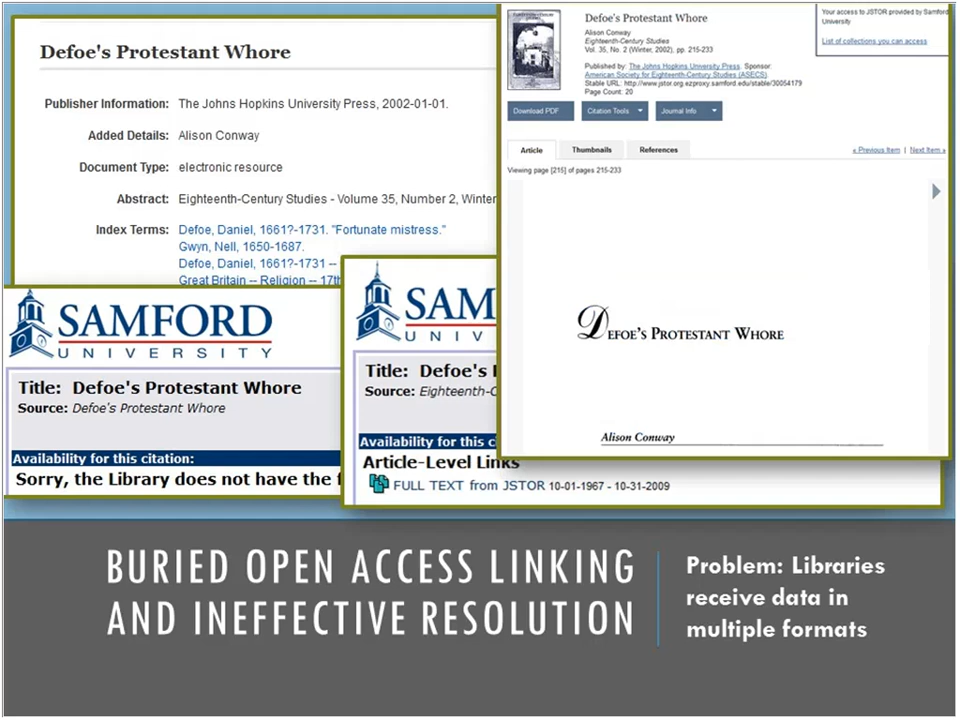 Defoe's Protestant Whore
Publisher Information: The Johns Hopkins University Press, 2002-01-01.
Added Details: Alison Conway
Document Type: electronic resource
Abstract: Eighteenth-Century Studies - Volume 35, Number 2, Winter
Index Terms: Defoe, Daniel, 1661?-1731. "Fortunate mistress."
Gwyn, Nell, 1650-1687.
Defoe, Daniel, 1661?-1731 --
Great Britain -- Religion -- 17th
Defoe's Protestant Whore
Alison Conway
Eighteenth-Century Studies
Vol. 35, No. 2 (Winter, 2002), pp. 215-233
Published by: The Johns Hopkins University Press. Sponsor:
American Society for Eighteenth-Century Studies (ASECS).
Stable URL: http://www.jstor.org.ezproxy.samford.edu/stable/30054179
Page Count: 20
Your access to JSTOR provided by Samford
University
List of collections you can access
Download PDF Citation Tools Journal Info
Article Thumbnails References
« Previous Item | Next Item »
Viewing page [215] of pages 215-233
DEFOE'S PROTESTANT WHORE
Alison Conway
SAMFORD
UNIVERSITY
Title: Defoe's Protestant Whore
Source: Defoe's Protestant Whore
Availability for this citation:
Sorry, the Library does not have the f
SAM
UNIV
Title: Defoe's
Source: Eighteenth-C
Availability for this c
Article-Level Links
FULL TEXT from JSTOR 10-01-1967 - 10-31-2009
BURIED OPEN ACCESS LINKING
AND INEFFECTIVE RESOLUTION
Problem: Libraries
receive data in
multiple formats